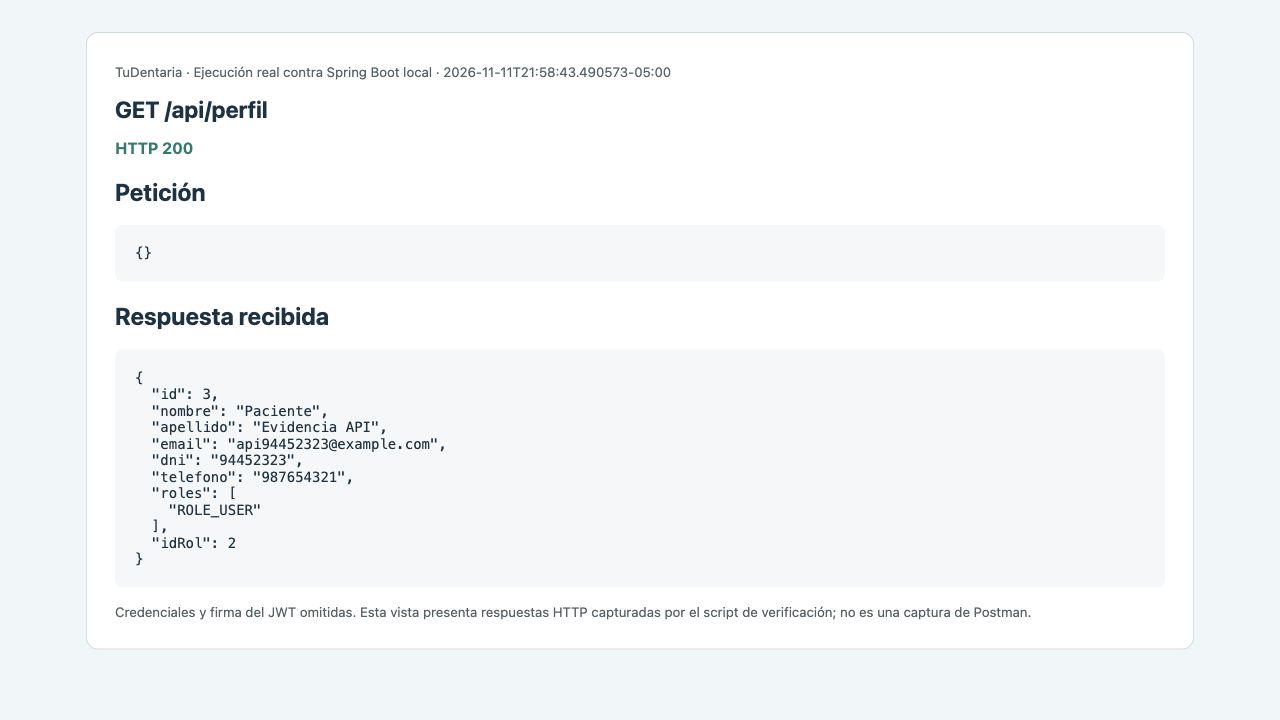 TuDentaria · Ejecución real contra Spring Boot local · 2026-11-11T21:58:43.490573-05:00
GET /api/perfil
HTTP 200
Petición
{}
Respuesta recibida
{
  "id": 3,
  "nombre": "Paciente",
  "apellido": "Evidencia API",
  "email": "api94452323@example.com",
  "dni": "94452323",
  "telefono": "987654321",
  "roles": [
    "ROLE_USER"
  ],
  "idRol": 2
}
Credenciales y firma del JWT omitidas. Esta vista presenta respuestas HTTP capturadas por el script de verificación; no es una captura de Postman.